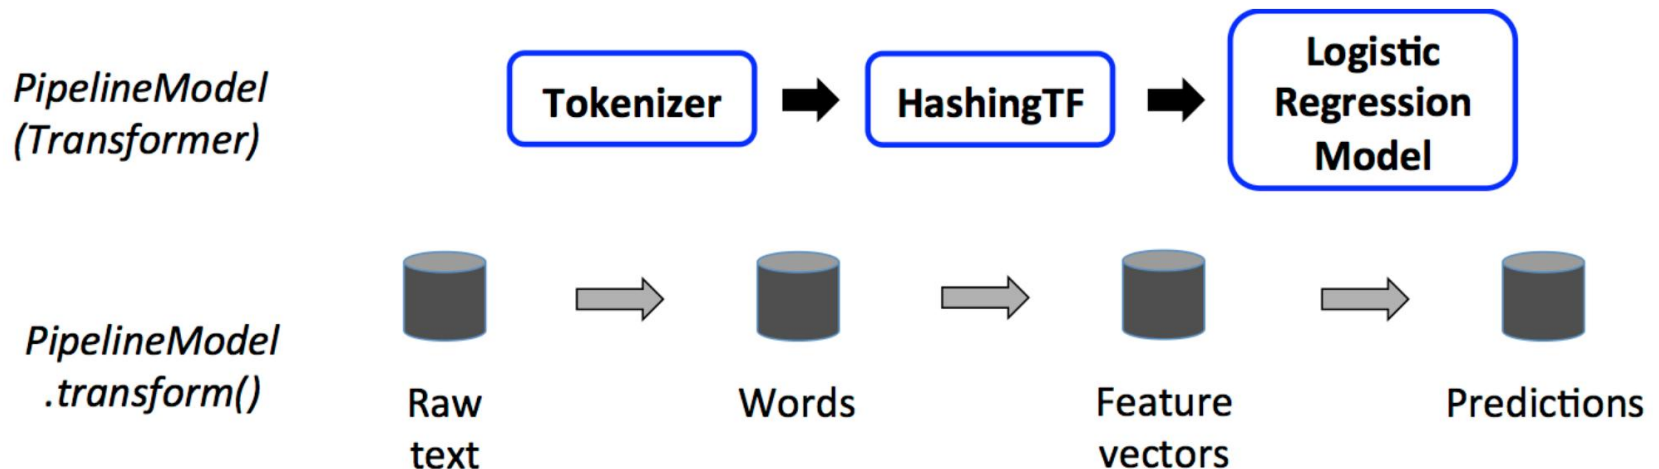 PipelineModel
(Transformer)
Tokenizer
HashingTF
Logistic
Regression
Model
PipelineModel
.transform()
Raw
text
Words
Feature
vectors
Predictions